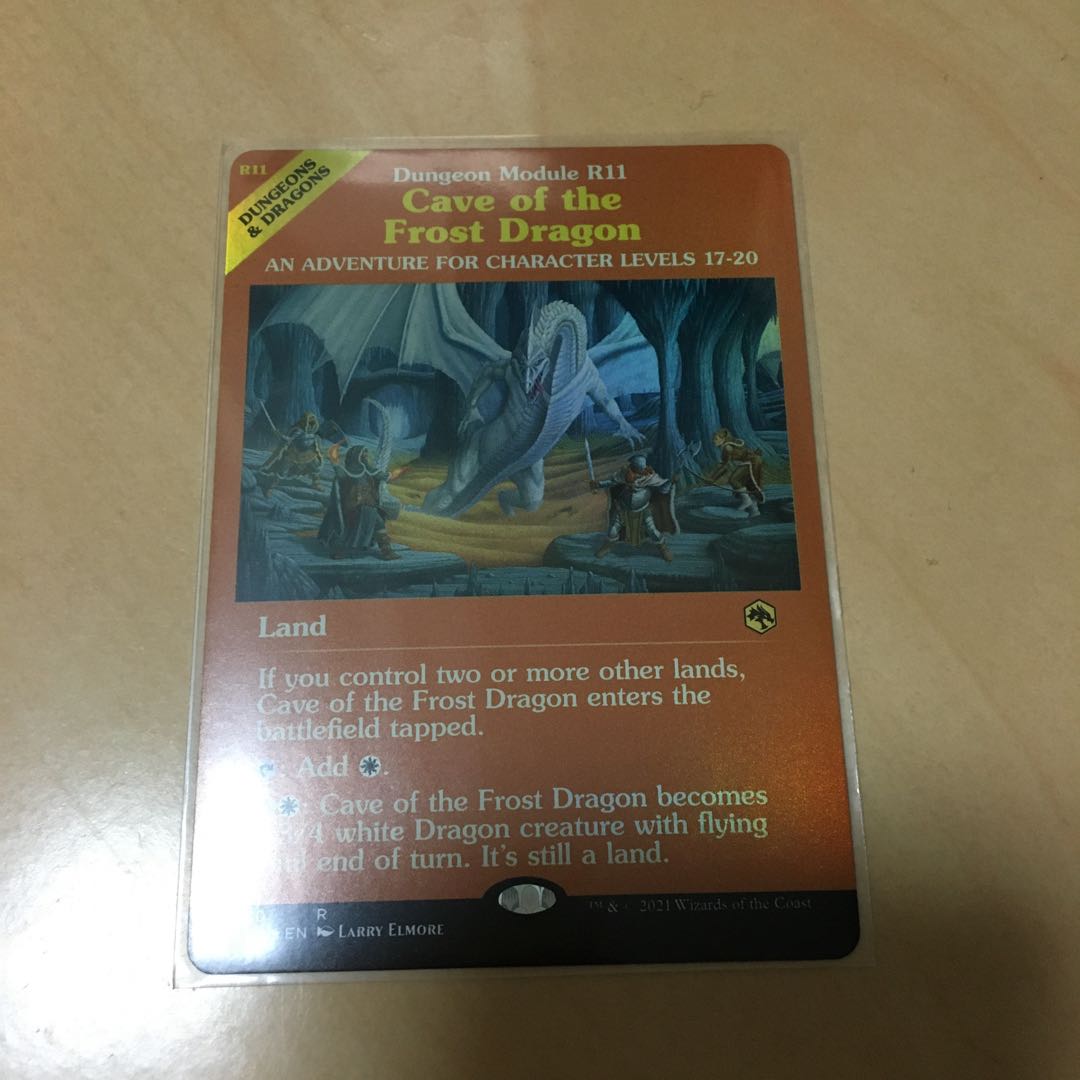 R11
DUNGEONS
& DRAGONS
Dungeon Module R11
Cave of the
Frost Dragon
AN ADVENTURE FOR CHARACTER LEVELS 17-20
Land
If you control two or more other lands,
Cave of the Frost Dragon enters the
battlefield tapped.
: Add .
: Cave of the Frost Dragon becomes
3/4 white Dragon creature with flying
end of turn. It's still a land.
R
EN LARRY ELMORE
™ & © 2021 Wizards of the Coast